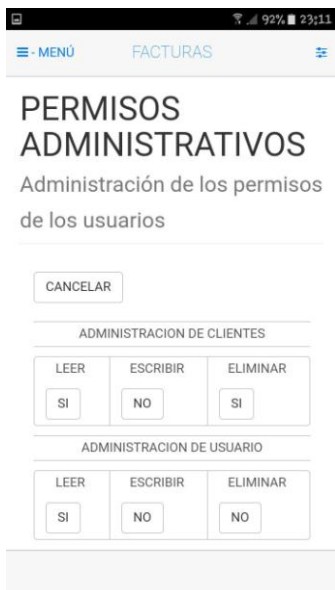 92% 23:11
- MENÚ FACTURAS
PERMISOS
ADMINISTRATIVOS
Administración de los permisos
de los usuarios
CANCELAR
ADMINISTRACION DE CLIENTES
LEER ESCRIBIR ELIMINAR
SI NO SI
ADMINISTRACION DE USUARIO
LEER ESCRIBIR ELIMINAR
SI NO NO